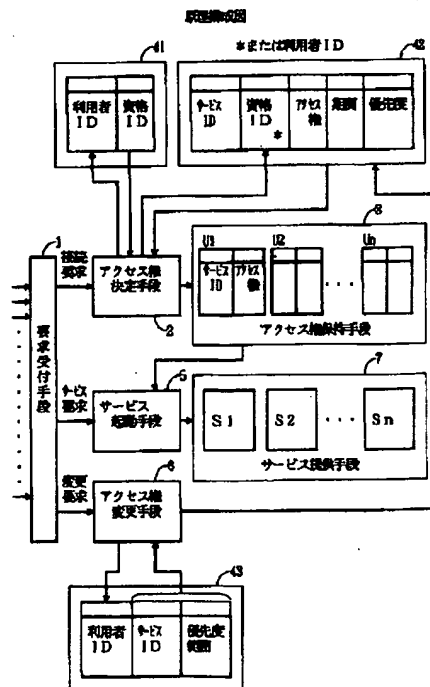 原理構成図
41
*または利用者ID
42
利用者
ID
資格
ID
サービス
ID
資格
ID
*
アクセス
権
期間
優先度
3
1
接続
要求
アクセス権
決定手段
2
U1
U2
Un
サービス
ID
アクセス
権
・・・
アクセス権保持手段
要求受付手段
5
7
サービス
要求
サービス
起動手段
S1
S2
・・・
Sn
サービス提供手段
6
変更
要求
アクセス権
変更手段
43
利用者
ID
サービス
ID
優先度
範囲